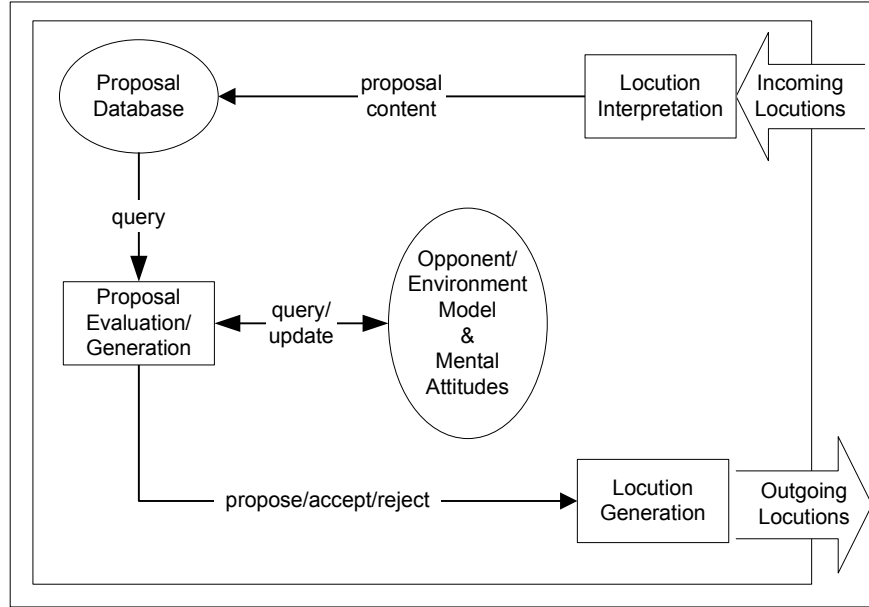 Proposal
Database
proposal
content
Locution
Interpretation
Incoming
Locutions
query
Proposal
Evaluation/
Generation
query/
update
Opponent/
Environment
Model
&
Mental
Attitudes
propose/accept/reject
Locution
Generation
Outgoing
Locutions